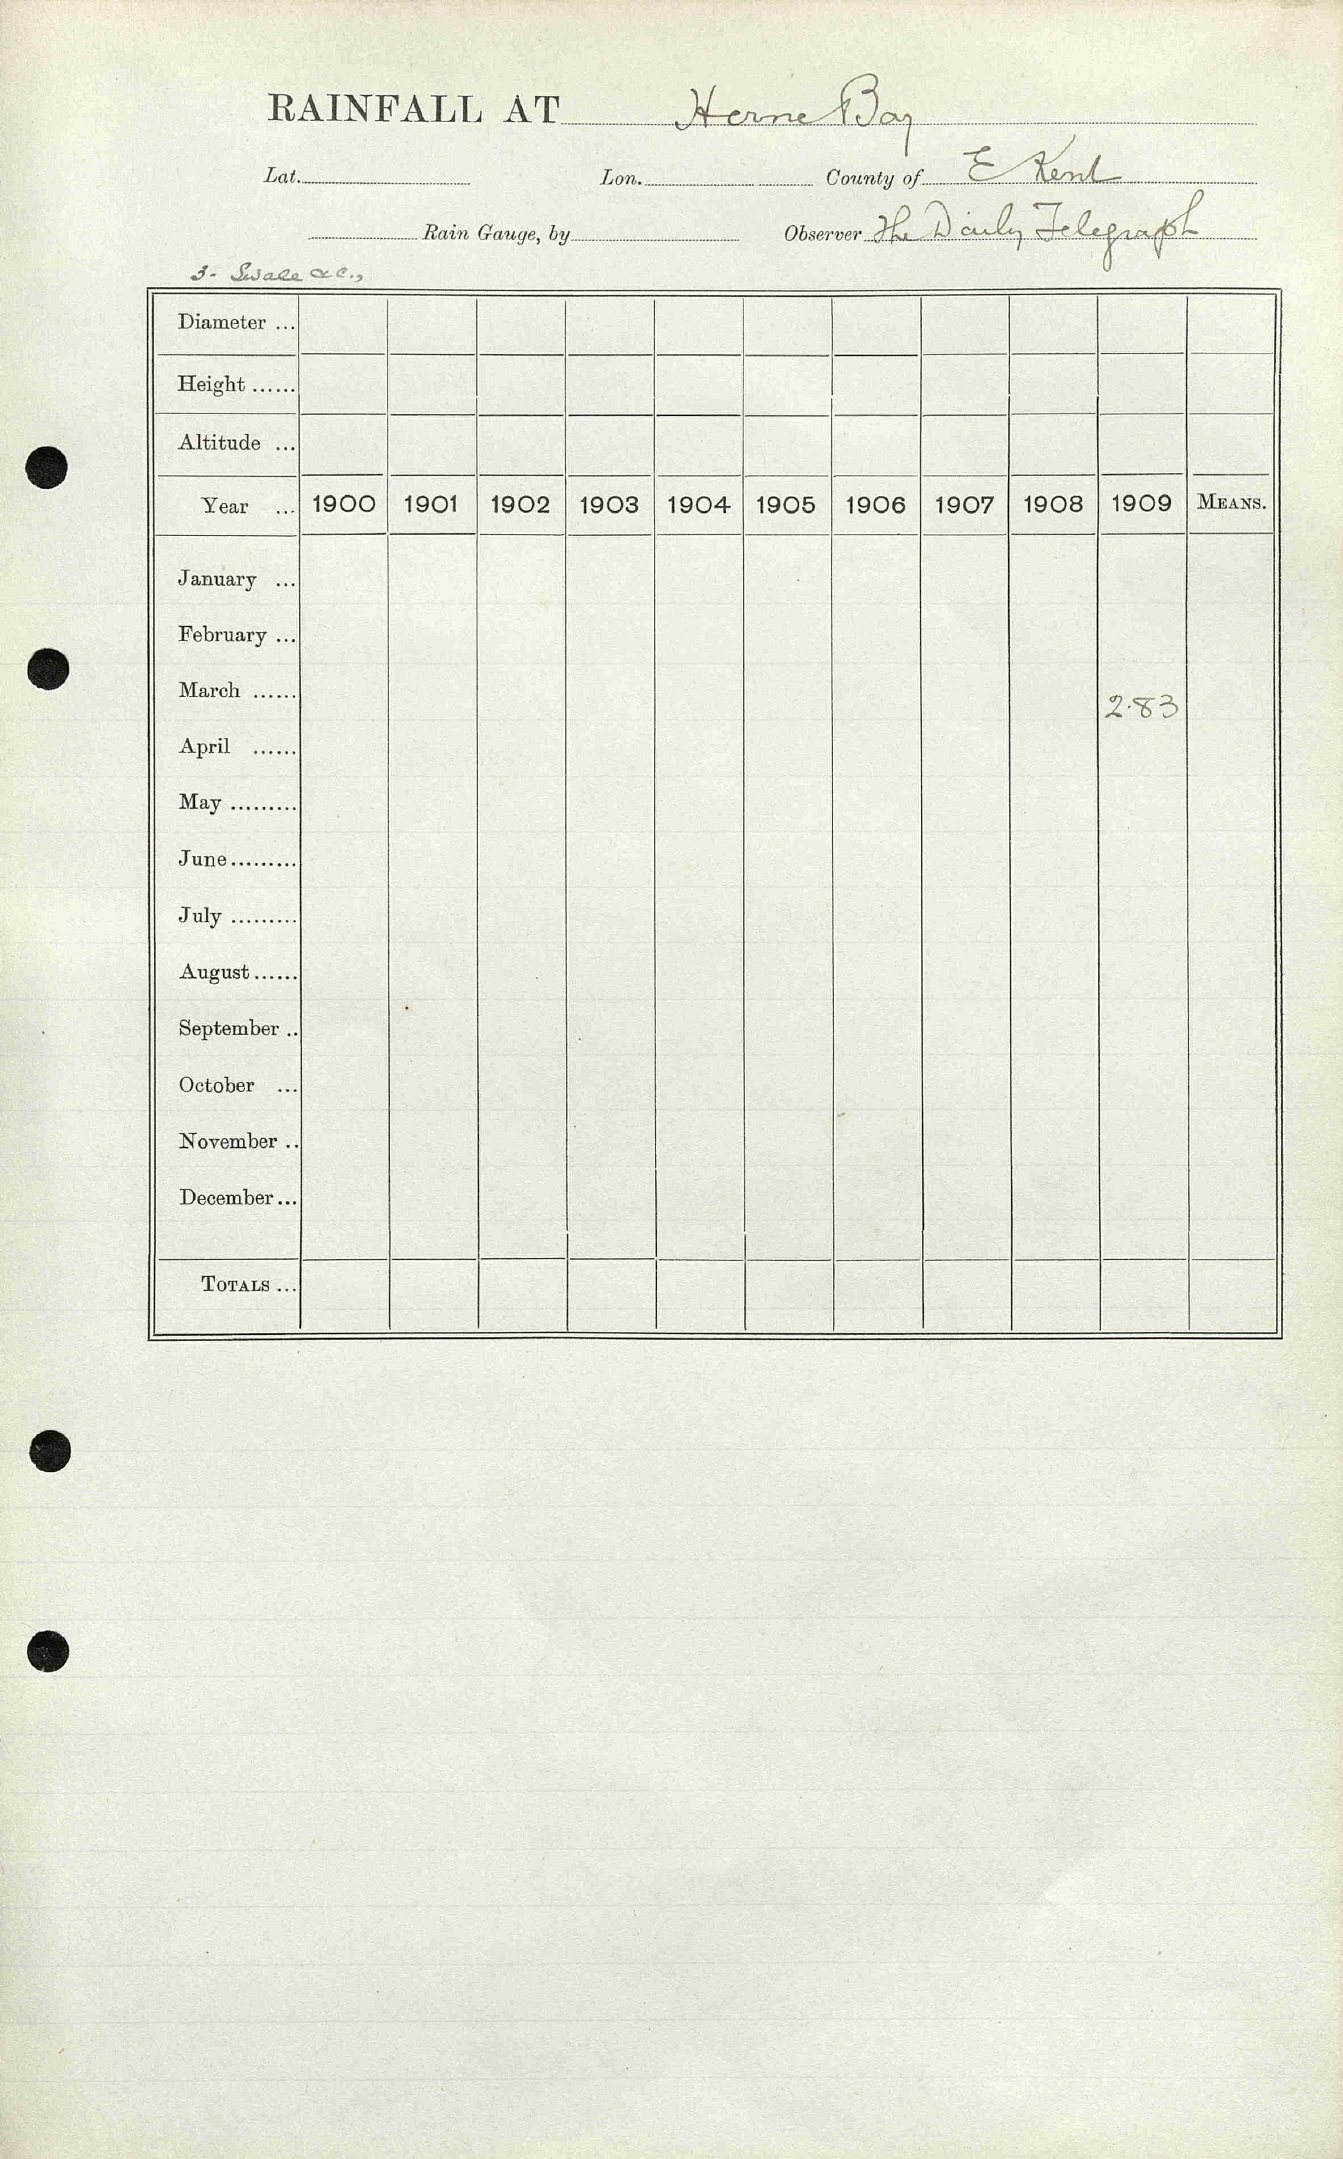 RAINFALL AT Herne Bay
Lat. Lon. County of E Kent
Rain Gauge, by Observer The Daily Telegraph
3- Swale &c.,
Diameter ...
Height ......
Altitude ...
Year ... 1900 1901 1902 1903 1904 1905 1906 1907 1908 1909 MEANS.
January ...
February ...
March ...... 2.83
April ......
May .........
June.........
July .........
August......
September ..
October ...
November ..
December...
TOTALS ...